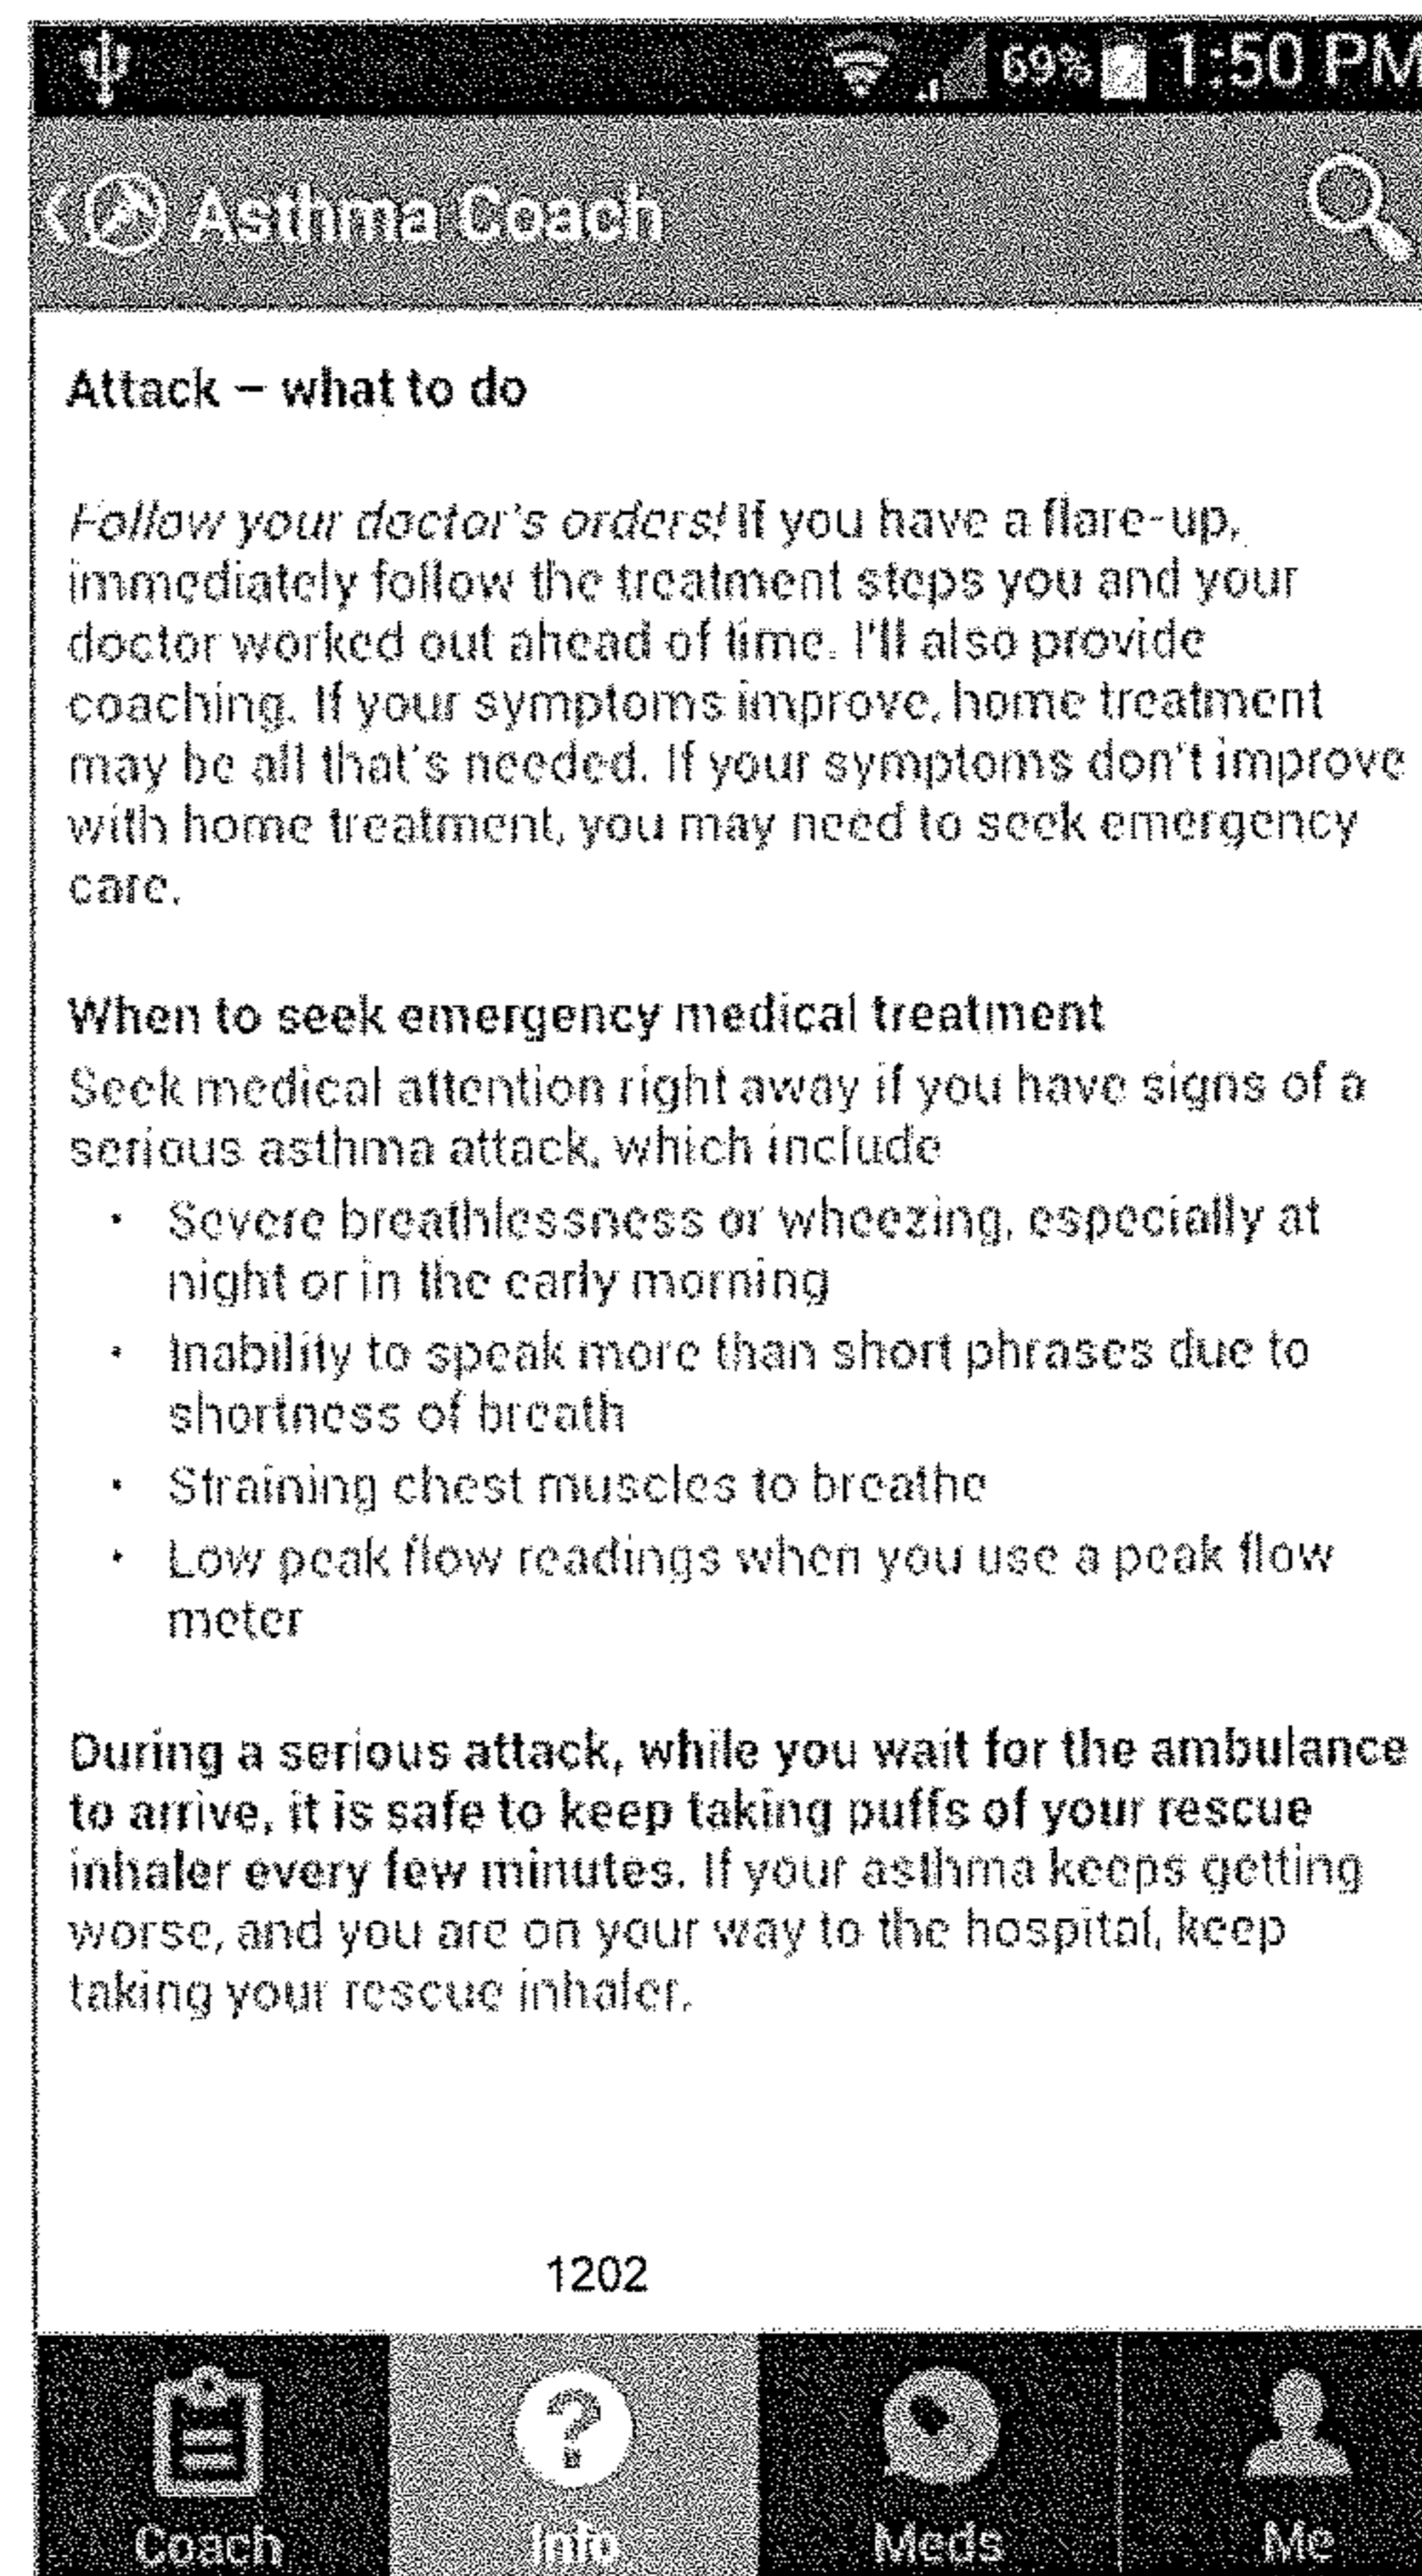 69% 1:50 PM
Asthma Coach
Attack – what to do
Follow your doctor's orders! If you have a flare-up,
immediately follow the treatment steps you and your
doctor worked out ahead of time. I'll also provide
coaching. If your symptoms improve, home treatment
may be all that's needed. If your symptoms don't improve
with home treatment, you may need to seek emergency
care.
When to seek emergency medical treatment
Seek medical attention right away if you have signs of a
serious asthma attack, which include
· Severe breathlessness or wheezing, especially at
night or in the early morning
· Inability to speak more than short phrases due to
shortness of breath
· Straining chest muscles to breathe
· Low peak flow readings when you use a peak flow
meter
During a serious attack, while you wait for the ambulance
to arrive, it is safe to keep taking puffs of your rescue
inhaler every few minutes. If your asthma keeps getting
worse, and you are on your way to the hospital, keep
taking your rescue inhaler.
1202
Coach Info Meds Me